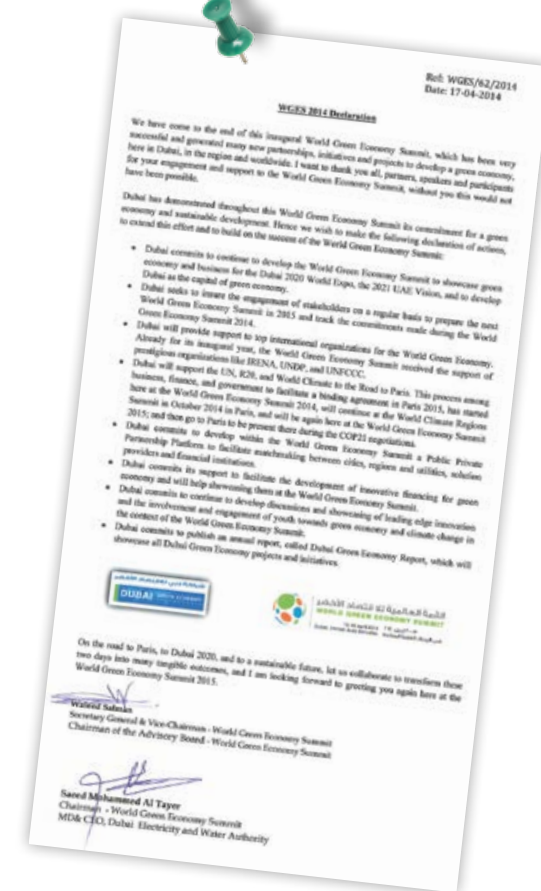 Ref: WGES/62/2014
Date: 17-04-2014
WGES 2014 Declaration
We have come to the end of this inaugural World Green Economy Summit, which has been very
successful and generated many new partnerships, initiatives and projects to develop a green economy,
here in Dubai, in the region and worldwide. I want to thank you all, partners, speakers and participants
for your engagement and support to the World Green Economy Summit, without you this would not
have been possible.
Dubai has demonstrated throughout this World Green Economy Summit its commitment for a green
economy and sustainable development. Hence we wish to make the following declaration of actions,
to extend this effort and to build on the success of the World Green Economy Summit:
• Dubai commits to continue to develop the World Green Economy Summit to showcase green
economy and business for the Dubai 2020 World Expo, the 2021 UAE Vision, and to develop
Dubai as the capital of green economy.
• Dubai seeks to insure the engagement of stakeholders on a regular basis to prepare the next
World Green Economy Summit in 2015 and track the commitments made during the World
Green Economy Summit 2014.
• Dubai will provide support to top international organizations for the World Green Economy.
Already for its inaugural year, the World Green Economy Summit received the support of
prestigious organizations like IRENA, UNDP, and UNFCCC.
• Dubai will support the UN, R20, and World Climate to the Road to Paris. This process among
business, finance, and government to facilitate a binding agreement in Paris 2015, has started
here at the World Green Economy Summit 2014, will continue at the World Climate Regions
Summit in October 2014 in Paris, and will be again here at the World Green Economy Summit
2015; and then go to Paris to be present there during the COP21 negotiations.
• Dubai commits to develop within the World Green Economy Summit a Public Private
Partnership Platform to facilitate matchmaking between cities, regions and utilities, solution
providers and financial institutions.
• Dubai commits its support to facilitate the development of innovative financing for green
economy and will help showcasing them at the World Green Economy Summit.
• Dubai commits to continue to develop discussions and showcasing of leading edge innovation
and the involvement and engagement of youth towards green economy and climate change in
the context of the World Green Economy Summit.
• Dubai commits to publish an annual report, called Dubai Green Economy Report, which will
showcase all Dubai Green Economy projects and initiatives.
DUBAI
القمة العالمية للاقتصاد الأخضر
WORLD GREEN ECONOMY SUMMIT
On the road to Paris, to Dubai 2020, and to a sustainable future, let us collaborate to transform these
two days into many tangible outcomes, and I am looking forward to greeting you again here at the
World Green Economy Summit 2015.
Waleed Salman
Secretary General & Vice-Chairman - World Green Economy Summit
Chairman of the Advisory Board - World Green Economy Summit
Saeed Mohammed Al Tayer
Chairman - World Green Economy Summit
MD& CEO, Dubai Electricity and Water Authority